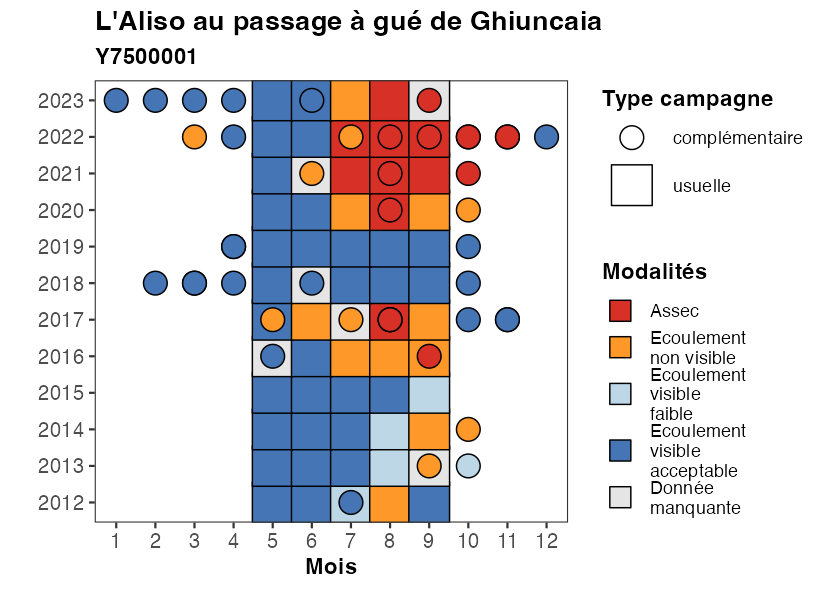 L'Aliso au passage à gué de Ghiuncaia
Y7500001
2023
2022
2021
2020
2019
2018
2017
2016
2015
2014
2013
2012
1 2 3 4 5 6 7 8 9 10 11 12
Mois
Type campagne
complémentaire
usuelle
Modalités
Assec
Ecoulement
non visible
Ecoulement
visible
faible
Ecoulement
visible
acceptable
Donnée
manquante